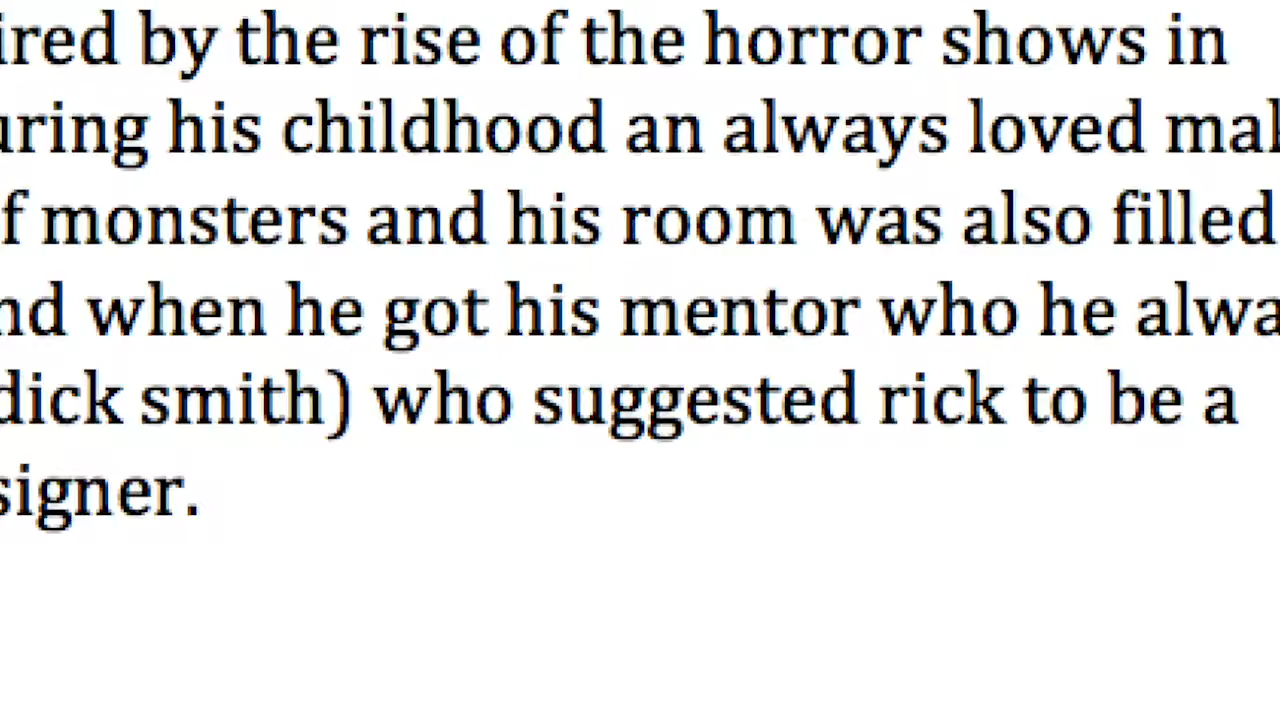 ired by the rise of the horror shows in
uring his childhood an always loved mak
f monsters and his room was also filled
nd when he got his mentor who he alwa
dick smith) who suggested rick to be a
signer.